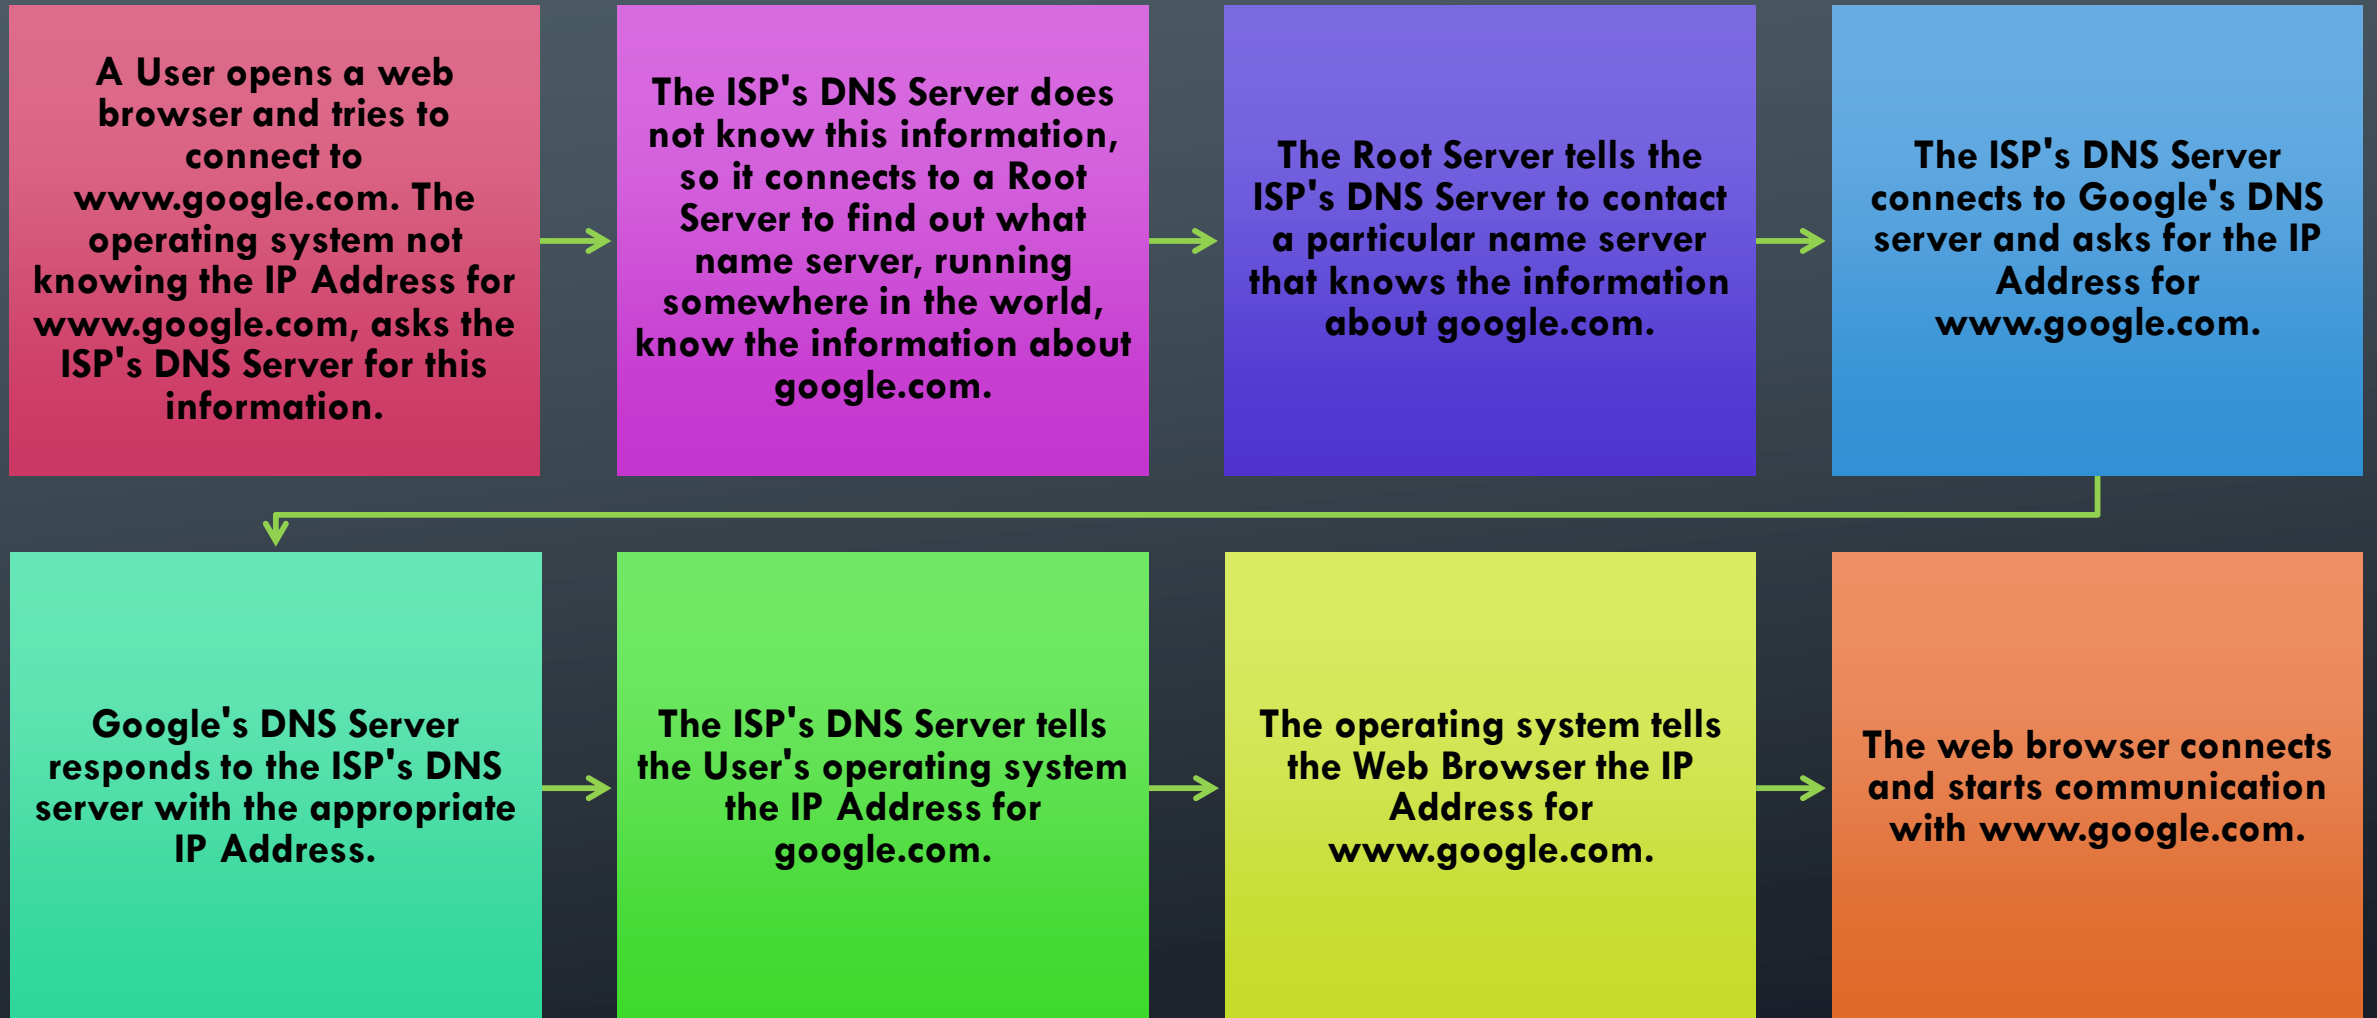 A User opens a web
browser and tries to
connect to
www.google.com. The
operating system not
knowing the IP Address for
www.google.com, asks the
ISP's DNS Server for this
information.
The ISP's DNS Server does
not know this information,
so it connects to a Root
Server to find out what
name server, running
somewhere in the world,
know the information about
google.com.
The Root Server tells the
ISP's DNS Server to contact
a particular name server
that knows the information
about google.com.
The ISP's DNS Server
connects to Google's DNS
server and asks for the IP
Address for
www.google.com.
Google's DNS Server
responds to the ISP's DNS
server with the appropriate
IP Address.
The ISP's DNS Server tells
the User's operating system
the IP Address for
google.com.
The operating system tells
the Web Browser the IP
Address for
www.google.com.
The web browser connects
and starts communication
with www.google.com.